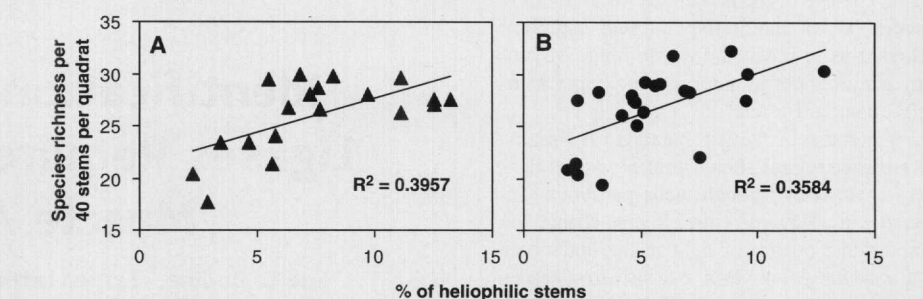 35
30
25
20
15
Species richness per
40 stems per quadrat
A
R² = 0.3957
0
5
10
15
B
R² = 0.3584
0
5
10
15
% of heliophilic stems